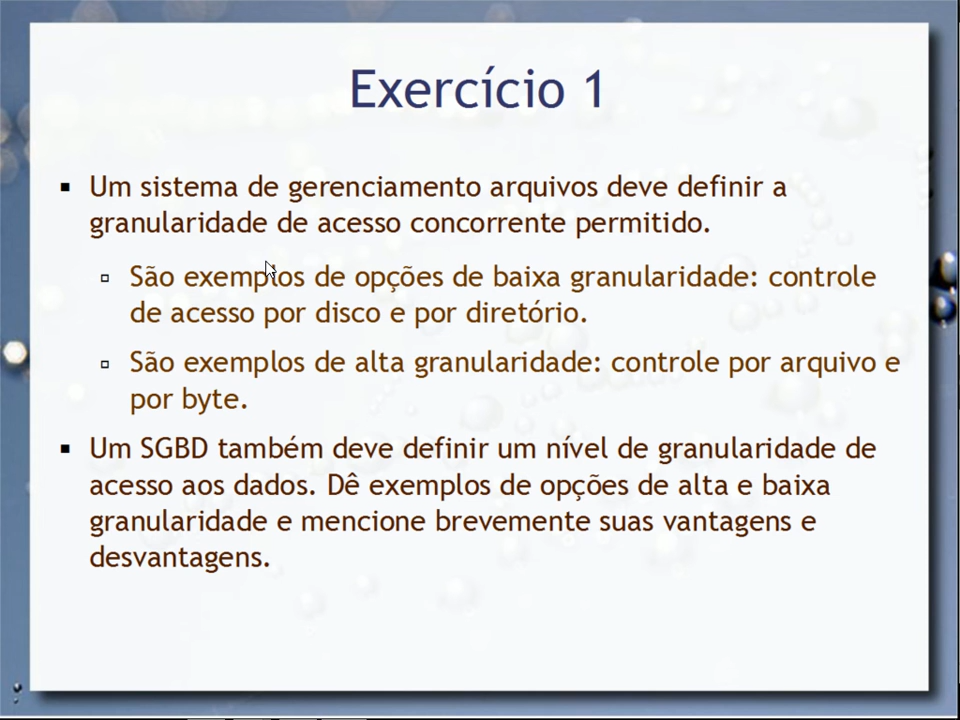 Exercício 1
Um sistema de gerenciamento arquivos deve definir a
granularidade de acesso concorrente permitido.
São exemplos de opções de baixa granularidade: controle
de acesso por disco e por diretório.
São exemplos de alta granularidade: controle por arquivo e
por byte.
Um SGBD também deve definir um nível de granularidade de
acesso aos dados. Dê exemplos de opções de alta e baixa
granularidade e mencione brevemente suas vantagens e
desvantagens.